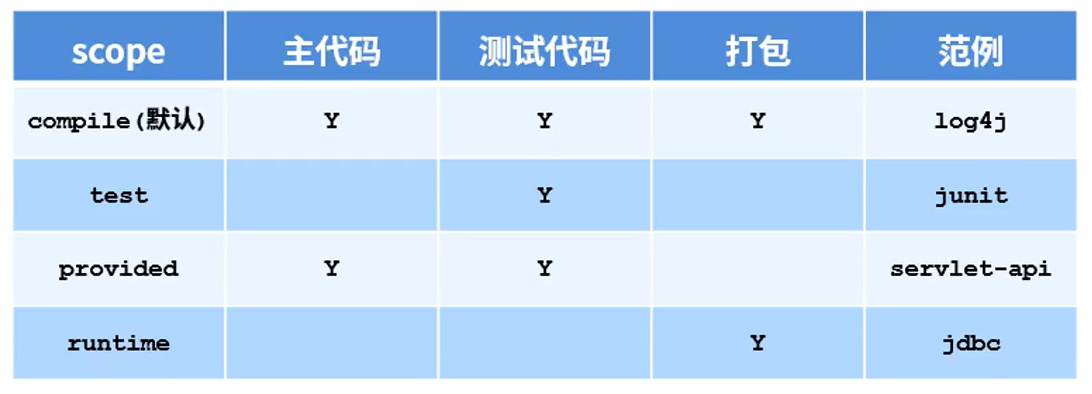 scope 主代码 测试代码 打包 范例
compile(默认) Y Y Y log4j
test Y junit
provided Y Y servlet-api
runtime Y jdbc